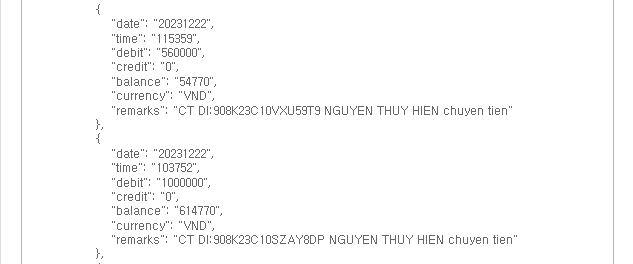 {
"date": "20231222",
"time": "115359",
"debit": "560000",
"credit": "0",
"balance": "54770",
"currency": "VND",
"remarks": "CT DI:908K23C10VXU59T9 NGUYEN THUY HIEN chuyen tien"
},
{
"date": "20231222",
"time": "103752",
"debit": "1000000",
"credit": "0",
"balance": "614770",
"currency": "VND",
"remarks": "CT DI:908K23C10SZAY8DP NGUYEN THUY HIEN chuyen tien"
},